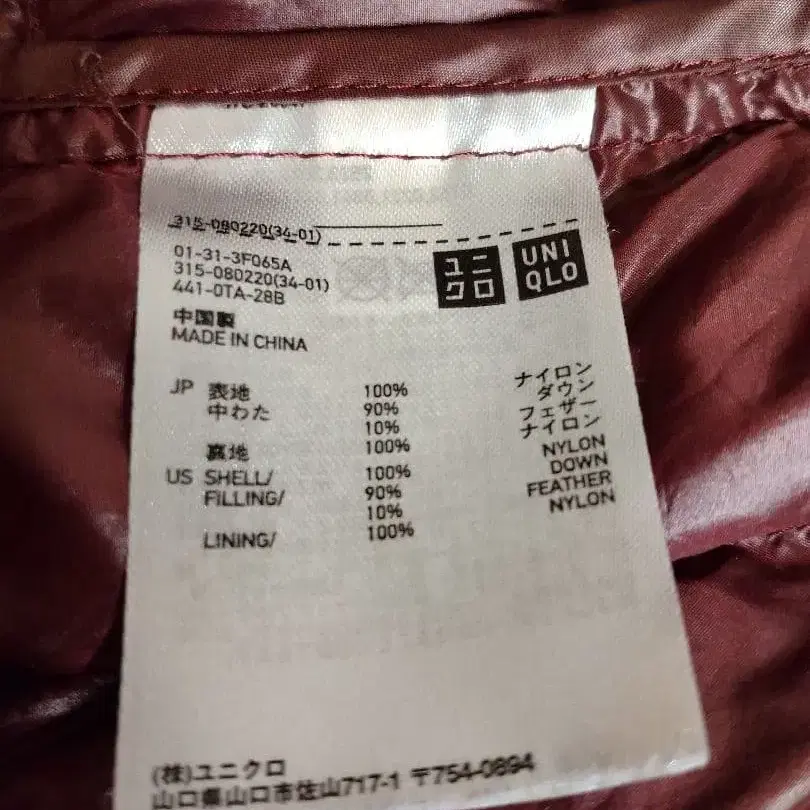 315-080220(34-01)
01-31-3F065A
315-080220(34-01)
441-0TA-28B
ユニクロ
UNIQLO
中国製
MADE IN CHINA
JP 表地 100% ナイロン
中わた 90% ダウン
10% フェザー
裏地 100% ナイロン
US SHELL/ 100% NYLON
FILLING/ 90% DOWN
10% FEATHER
LINING/ 100% NYLON
(株)ユニクロ
山口県山口市佐山717-1 〒754-0894